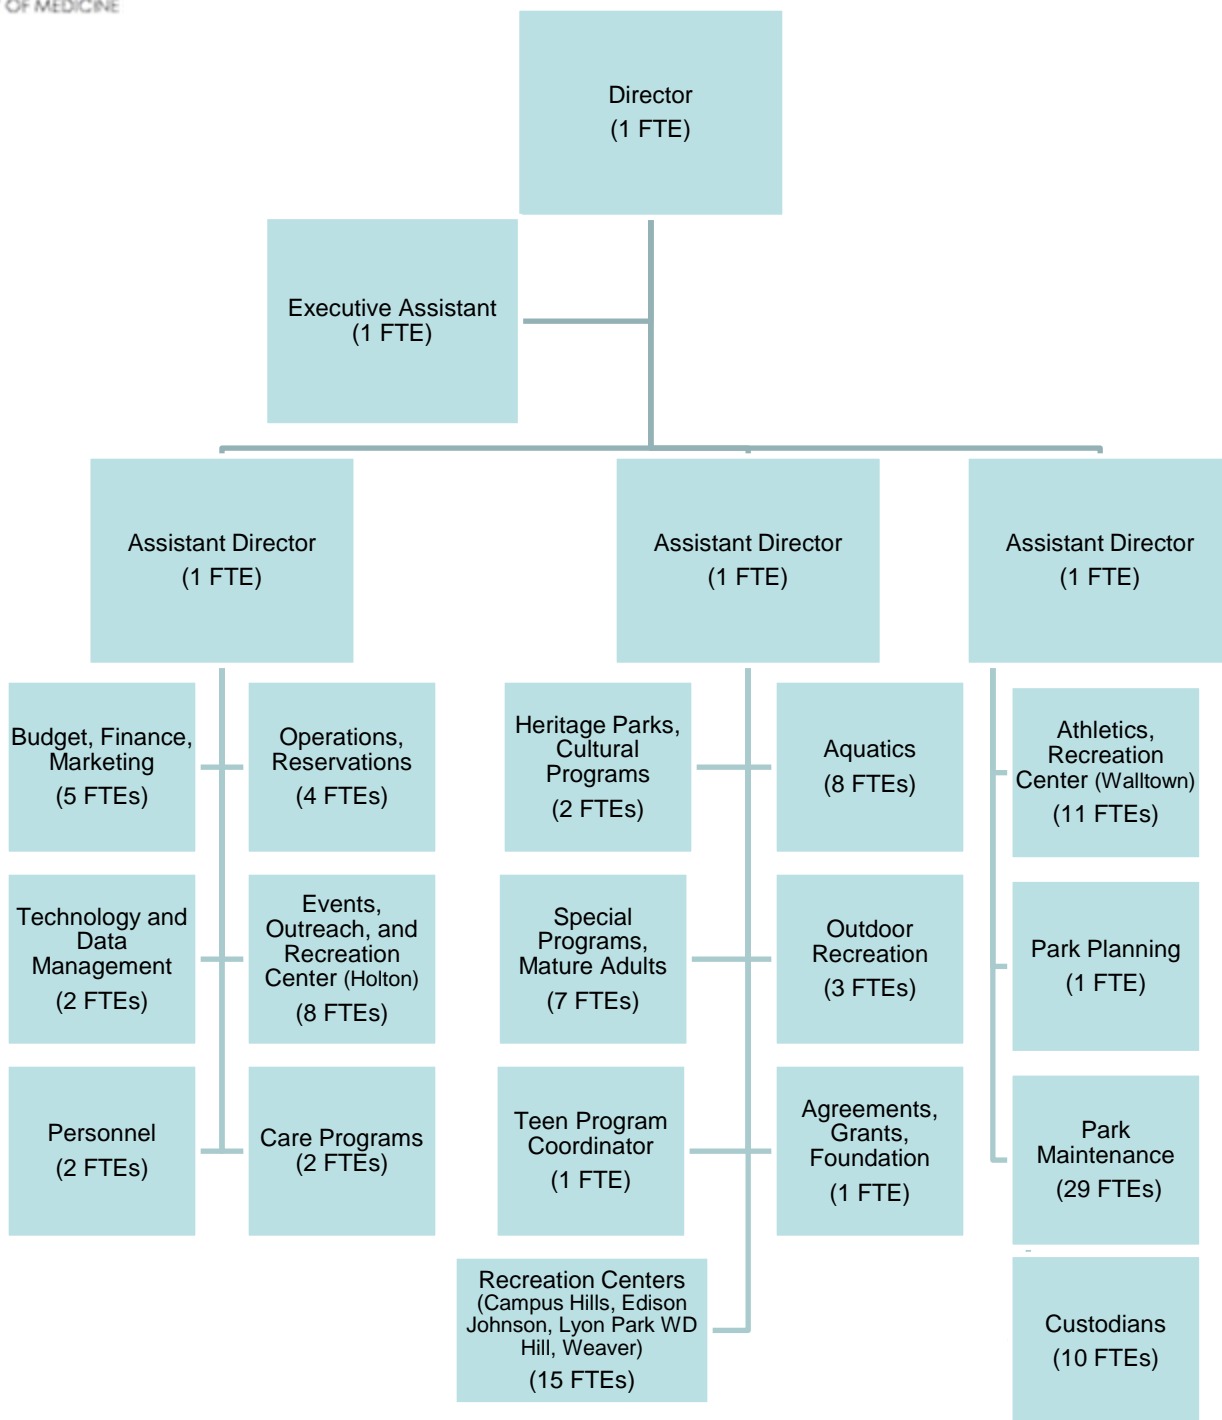 OF MEDICINE
Director
(1 FTE)
Executive Assistant
(1 FTE)
Assistant Director
(1 FTE)
Assistant Director
(1 FTE)
Assistant Director
(1 FTE)
Budget, Finance,
Marketing
(5 FTEs)
Operations,
Reservations
(4 FTEs)
Heritage Parks,
Cultural
Programs
(2 FTEs)
Aquatics
(8 FTEs)
Athletics,
Recreation
Center (Walltown)
(11 FTEs)
Technology and
Data
Management
(2 FTEs)
Events,
Outreach, and
Recreation
Center (Holton)
(8 FTEs)
Special
Programs,
Mature Adults
(7 FTEs)
Outdoor
Recreation
(3 FTEs)
Park Planning
(1 FTE)
Personnel
(2 FTEs)
Care Programs
(2 FTEs)
Teen Program
Coordinator
(1 FTE)
Agreements,
Grants,
Foundation
(1 FTE)
Park
Maintenance
(29 FTEs)
Recreation Centers
(Campus Hills, Edison
Johnson, Lyon Park WD
Hill, Weaver)
(15 FTEs)
Custodians
(10 FTEs)